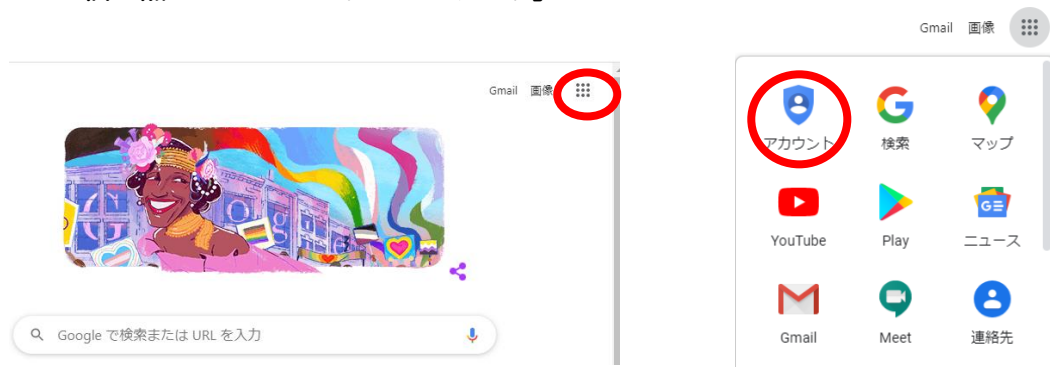 Gmail 画像
Google
Google で検索または URL を入力
Gmail 画像
アカウント 検索 マップ
YouTube Play ニュース
Gmail Meet 連絡先